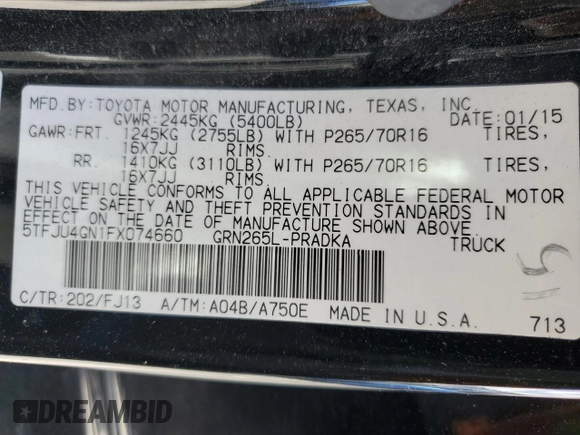 MFD.BY:TOYOTA MOTOR MANUFACTURING, TEXAS, INC.
GVWR:2445KG (5400LB) DATE:01/15
GAWR:FRT. 1245KG (2755LB) WITH P265/70R16 TIRES,
16X7JJ RIMS
RR. 1410KG (3110LB) WITH P265/70R16 TIRES,
16X7JJ RIMS
THIS VEHICLE CONFORMS TO ALL APPLICABLE FEDERAL MOTOR
VEHICLE SAFETY AND THEFT PREVENTION STANDARDS IN
EFFECT ON THE DATE OF MANUFACTURE SHOWN ABOVE.
5TFJU4GN1FX074660 GRN265L-PRADKA TRUCK
C/TR:202/FJ13 A/TM:A04B/A750E MADE IN U.S.A.
713
DREAMBID